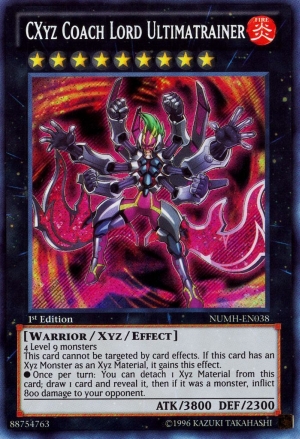 CXyz Coach Lord Ultimatrainer
FIRE
炎
1st Edition
NUMH-EN038
[Warrior / Xyz / Effect]
4 Level 9 monsters
This card cannot be targeted by card effects. If this card has
an Xyz Monster as an Xyz Material, it gains this effect.
●Once per turn: You can detach 1 Xyz Material from this
card; draw 1 card and reveal it, then if it was a monster, inflict
800 damage to your opponent.
ATK/3800 DEF/2300
88754763
©1996 KAZUKI TAKAHASHI